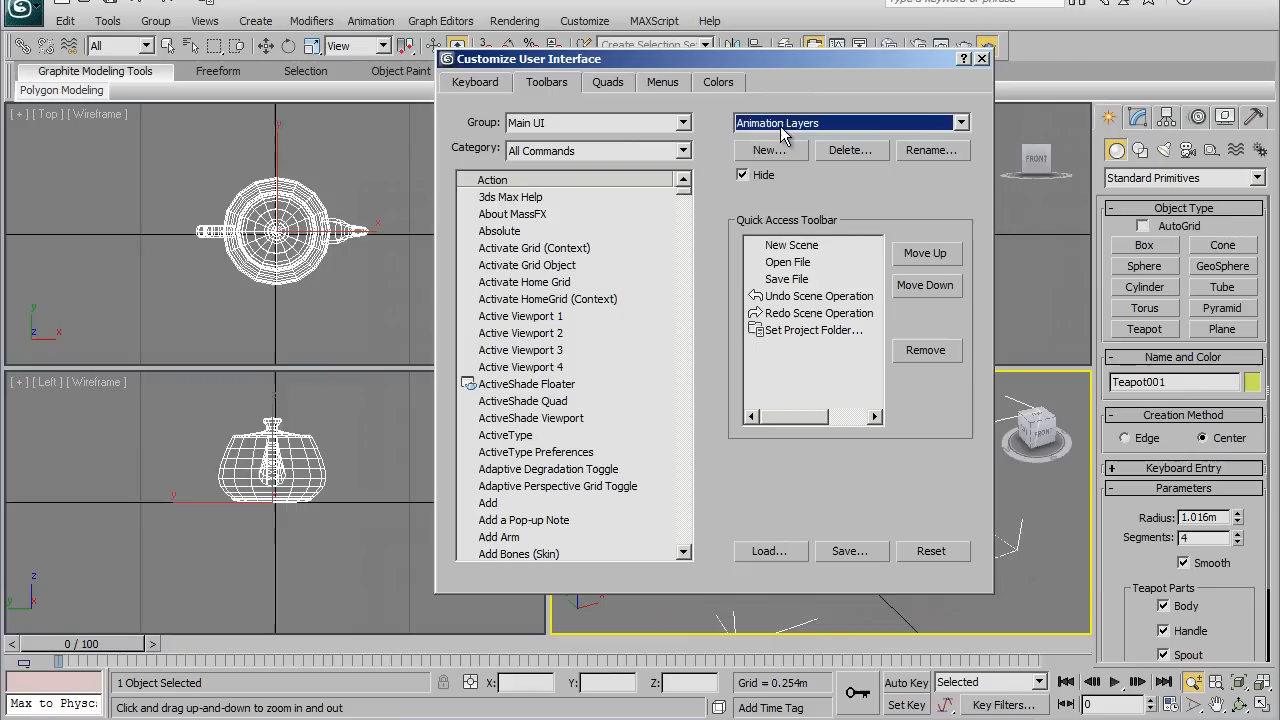 Edit Tools Group Views Create Modifiers Animation Graph Editors Rendering Customize MAXScript Help
All View Create Selection Se
Graphite Modeling Tools Freeform Selection Object Paint
Polygon Modeling
Customize User Interface
Keyboard Toolbars Quads Menus Colors
Group: Main UI
Category: All Commands
Action
3ds Max Help
About MassFX
Absolute
Activate Grid (Context)
Activate Grid Object
Activate Home Grid
Activate HomeGrid (Context)
Active Viewport 1
Active Viewport 2
Active Viewport 3
Active Viewport 4
ActiveShade Floater
ActiveShade Quad
ActiveShade Viewport
ActiveType
ActiveType Preferences
Adaptive Degradation Toggle
Adaptive Perspective Grid Toggle
Add
Add a Pop-up Note
Add Arm
Add Bones (Skin)
Animation Layers
New... Delete... Rename...
Hide
Quick Access Toolbar
New Scene
Open File
Save File
Undo Scene Operation
Redo Scene Operation
Set Project Folder...
Move Up
Move Down
Remove
Load... Save... Reset
[ + ] [ Top ] [ Wireframe ]
y
x
y
z x
[ + ] [ Left ] [ Wireframe ]
y
z
y x
z
x
FRONT
FRONT
Standard Primitives
- Object Type
AutoGrid
Box Cone
Sphere GeoSphere
Cylinder Tube
Torus Pyramid
Teapot Plane
- Name and Color
Teapot001
- Creation Method
Edge Center
+ Keyboard Entry
- Parameters
Radius: 1.016m
Segments: 4
Smooth
Teapot Parts
Body
Handle
Spout
< 0 / 100 >
1 Object Selected X: Y: Z: Grid = 0.254m Auto Key Selected
Max to Physc Click and drag up-and-down to zoom in and out Add Time Tag Set Key Key Filters... 0